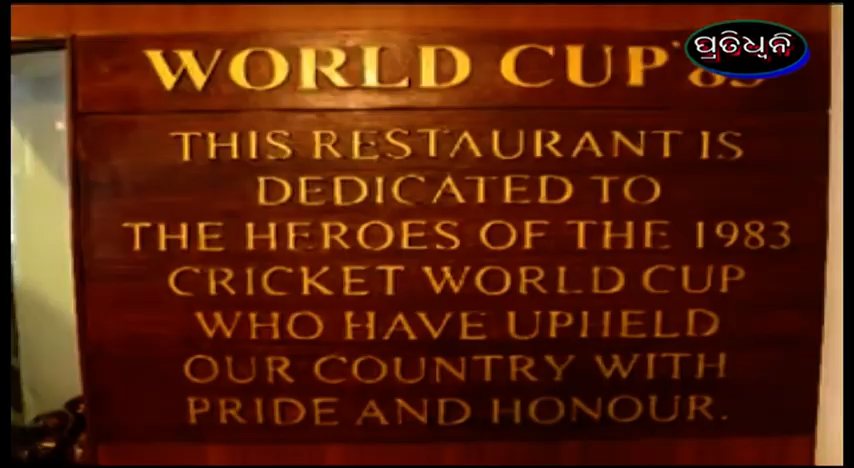 ପ୍ରତିଧ୍ୱନି
WORLD CUP '83
THIS RESTAURANT IS
DEDICATED TO
THE HEROES OF THE 1983
CRICKET WORLD CUP
WHO HAVE UPHELD
OUR COUNTRY WITH
PRIDE AND HONOUR.